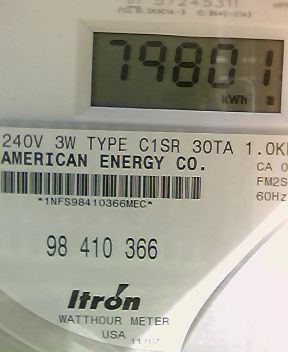 79801
kWh
240V 3W TYPE C1SR 30TA 1.0K
AMERICAN ENERGY CO.
CA 0
FM2S
60Hz
*1NFS98410366MEC*
98 410 366
Itron
WATTHOUR METER
USA